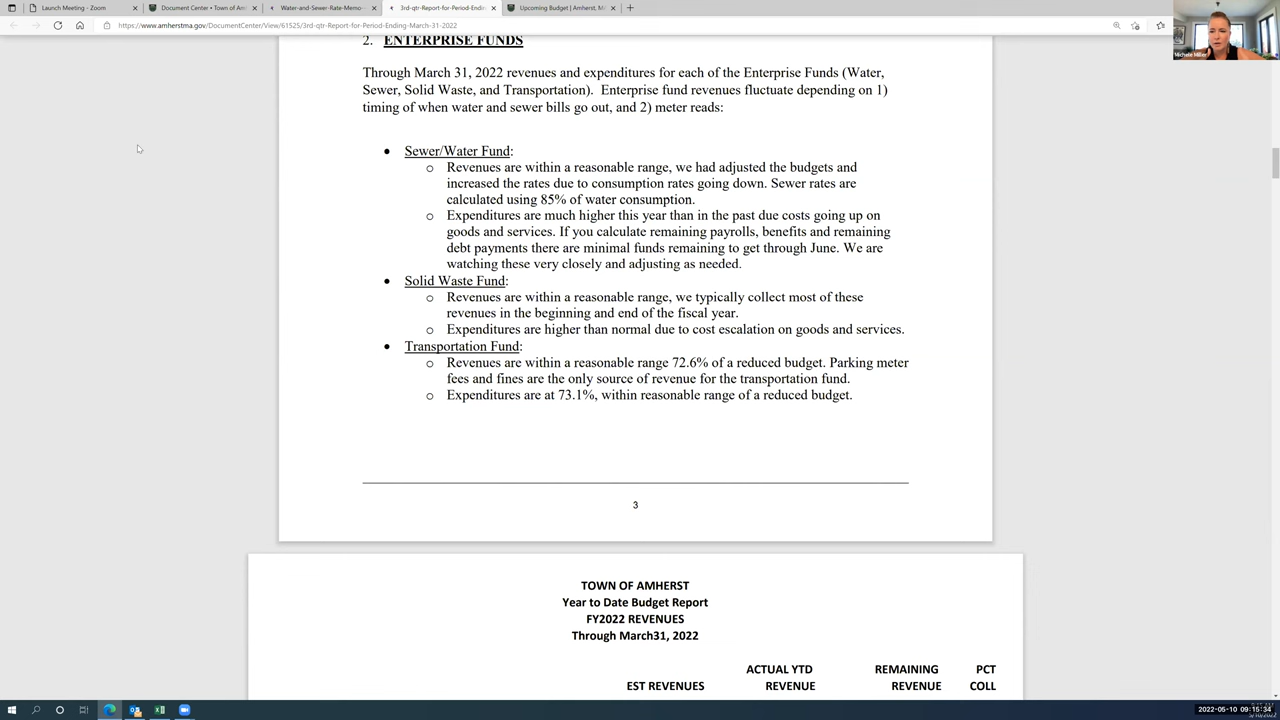 Launch Meeting - Zoom
Document Center • Town of Am
Water-and-Sewer-Rate-Memo-
3rd-qtr-Report-for-Period-Endin
Upcoming Budget | Amherst, M
https://www.amherstma.gov/DocumentCenter/View/61525/3rd-qtr-Report-for-Period-Ending-March-31-2022
Michele Miller
2. ENTERPRISE FUNDS
Through March 31, 2022 revenues and expenditures for each of the Enterprise Funds (Water,
Sewer, Solid Waste, and Transportation). Enterprise fund revenues fluctuate depending on 1)
timing of when water and sewer bills go out, and 2) meter reads:
• Sewer/Water Fund:
o Revenues are within a reasonable range, we had adjusted the budgets and
increased the rates due to consumption rates going down. Sewer rates are
calculated using 85% of water consumption.
o Expenditures are much higher this year than in the past due costs going up on
goods and services. If you calculate remaining payrolls, benefits and remaining
debt payments there are minimal funds remaining to get through June. We are
watching these very closely and adjusting as needed.
• Solid Waste Fund:
o Revenues are within a reasonable range, we typically collect most of these
revenues in the beginning and end of the fiscal year.
o Expenditures are higher than normal due to cost escalation on goods and services.
• Transportation Fund:
o Revenues are within a reasonable range 72.6% of a reduced budget. Parking meter
fees and fines are the only source of revenue for the transportation fund.
o Expenditures are at 73.1%, within reasonable range of a reduced budget.
3
TOWN OF AMHERST
Year to Date Budget Report
FY2022 REVENUES
Through March31, 2022
ACTUAL YTD REMAINING PCT
EST REVENUES REVENUE REVENUE COLL
2022-05-10 09:15:34